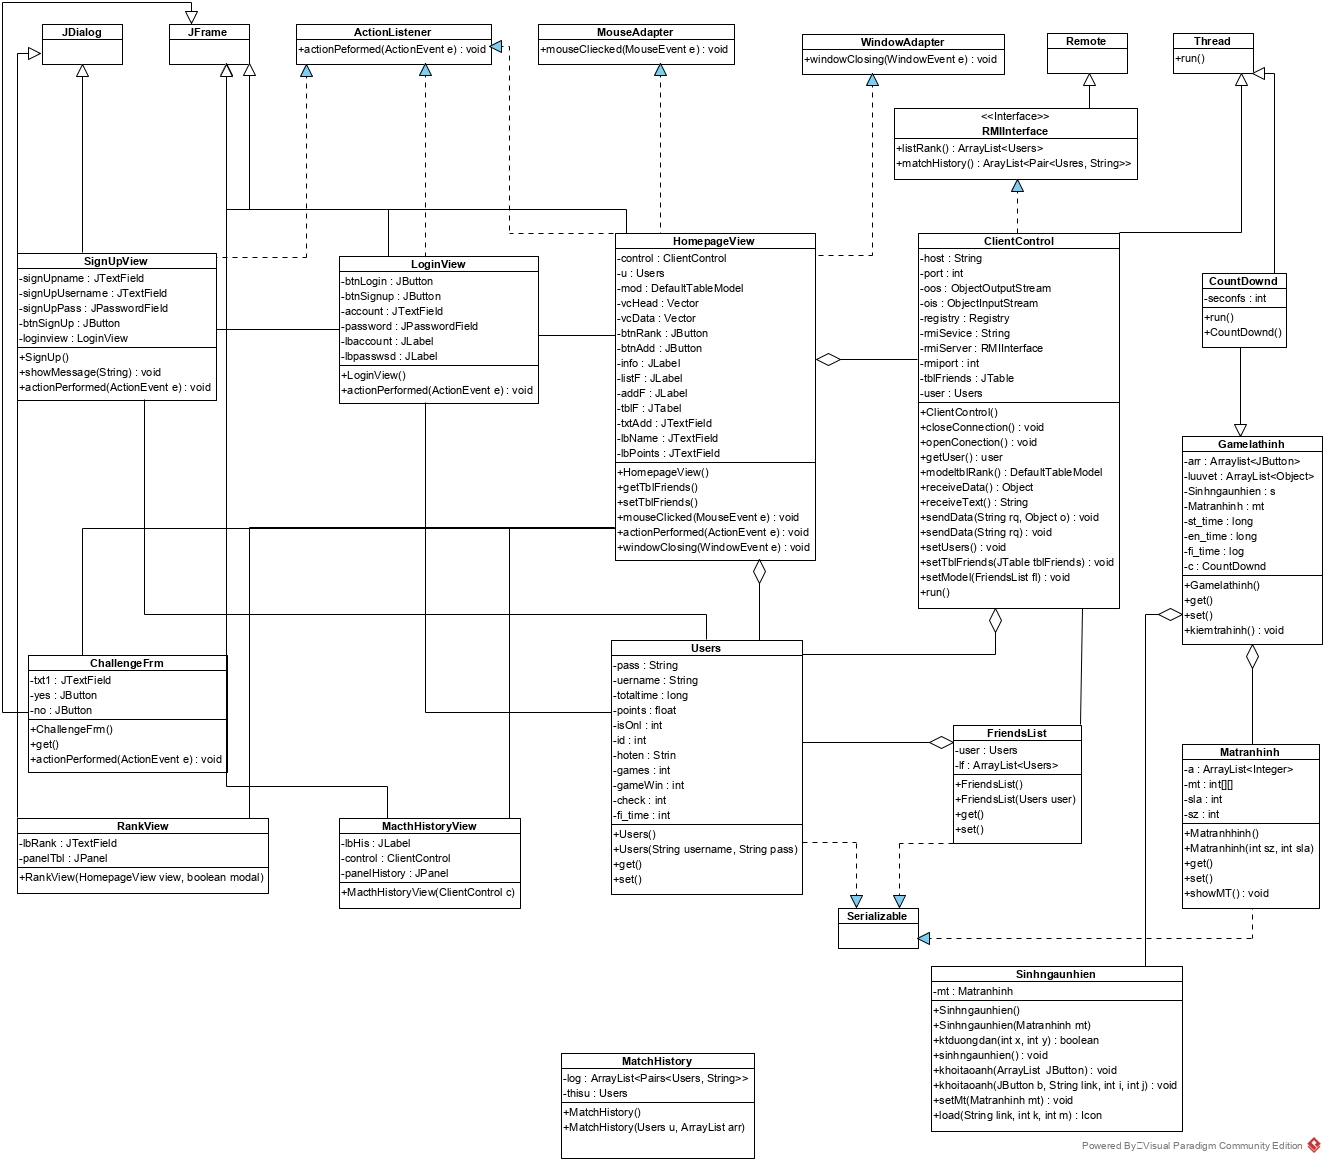 JDialog
JFrame
ActionListener
+actionPeformed(ActionEvent e) : void
MouseAdapter
+mouseCliecked(MouseEvent e) : void
WindowAdapter
+windowClosing(WindowEvent e) : void
Remote
Thread
+run()
<<Interface>>
RMIInterface
+listRank() : ArrayList<Users>
+matchHistory() : ArayList<Pair<Usres, String>>
SignUpView
-signUpname : JTextField
-signUpUsername : JTextField
-signUpPass : JPasswordField
-btnSignUp : JButton
-loginview : LoginView
+SignUp()
+showMessage(String) : void
+actionPerformed(ActionEvent e) : void
LoginView
-btnLogin : JButton
-btnSignup : JButton
-account : JTextField
-password : JPasswordField
-lbaccount : JLabel
-lbpasswsd : JLabel
+LoginView()
+actionPerformed(ActionEvent e) : void
HomepageView
-control : ClientControl
-u : Users
-mod : DefaultTableModel
-vcHead : Vector
-vcData : Vector
-btnRank : JButton
-btnAdd : JButton
-info : JLabel
-listF : JLabel
-addF : JLabel
-tblF : JTabel
-txtAdd : JTextField
-lbName : JTextField
-lbPoints : JTextField
+HomepageView()
+getTblFriends()
+setTblFriends()
+mouseClicked(MouseEvent e) : void
+actionPerformed(ActionEvent e) : void
+windowClosing(WindowEvent e) : void
ClientControl
-host : String
-port : int
-oos : ObjectOutputStream
-ois : ObjectInputStream
-registry : Registry
-rmiSevice : String
-rmiServer : RMIInterface
-rmiport : int
-tblFriends : JTable
-user : Users
+ClientControl()
+closeConnection() : void
+openConection() : void
+getUser() : user
+modeltblRank() : DefaultTableModel
+receiveData() : Object
+receiveText() : String
+sendData(String rq, Object o) : void
+sendData(String rq) : void
+setUsers() : void
+setTblFriends(JTable tblFriends) : void
+setModel(FriendsList fl) : void
+run()
CountDownd
-seconfs : int
+run()
+CountDownd()
Gamelathinh
-arr : Arraylist<JButton>
-luuvet : ArrayList<Object>
-Sinhngaunhien : s
-Matranhinh : mt
-st_time : long
-en_time : long
-fi_time : log
-c : CountDownd
+Gamelathinh()
+get()
+set()
+kiemtrahinh() : void
ChallengeFrm
-txt1 : JTextField
-yes : JButton
-no : JButton
+ChallengeFrm()
+get()
+actionPerformed(ActionEvent e) : void
Users
-pass : String
-uername : String
-totaltime : long
-points : float
-isOnl : int
-id : int
-hoten : Strin
-games : int
-gameWin : int
-check : int
-fi_time : int
+Users()
+Users(String username, String pass)
+get()
+set()
FriendsList
-user : Users
-lf : ArrayList<Users>
+FriendsList()
+FriendsList(Users user)
+get()
+set()
Matranhinh
-a : ArrayList<Integer>
-mt : int[][]
-sla : int
-sz : int
+Matranhhinh()
+Matranhinh(int sz, int sla)
+get()
+set()
+showMT() : void
RankView
-lbRank : JTextField
-panelTbl : JPanel
+RankView(HomepageView view, boolean modal)
MacthHistoryView
-lbHis : JLabel
-control : ClientControl
-panelHistory : JPanel
+MacthHistoryView(ClientControl c)
Serializable
Sinhngaunhien
-mt : Matranhinh
+Sinhngaunhien()
+Sinhngaunhien(Matranhinh mt)
+ktduongdan(int x, int y) : boolean
+sinhngaunhien() : void
+khoitaoanh(ArrayList JButton) : void
+khoitaoanh(JButton b, String link, int i, int j) : void
+setMt(Matranhinh mt) : void
+load(String link, int k, int m) : Icon
MatchHistory
-log : ArrayList<Pairs<Users, String>>
-thisu : Users
+MatchHistory()
+MatchHistory(Users u, ArrayList arr)
Powered By Visual Paradigm Community Edition